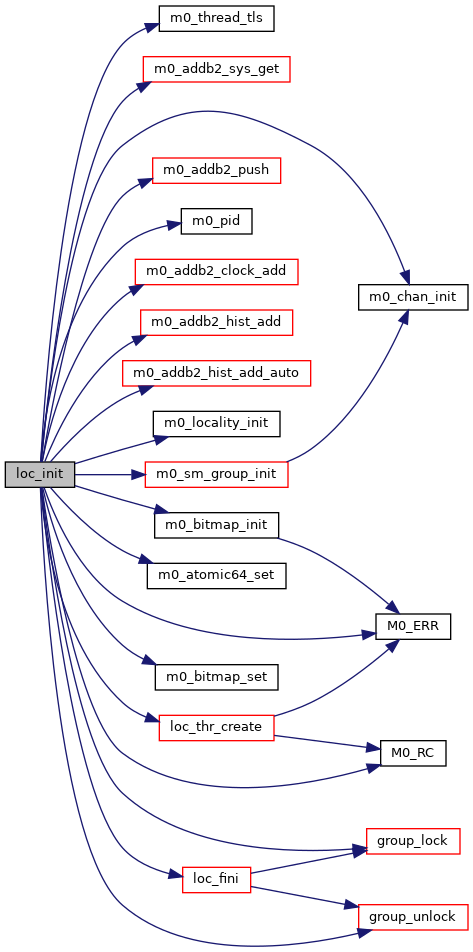 m0_thread_tls
m0_addb2_sys_get
m0_addb2_push
m0_pid
m0_addb2_clock_add
m0_chan_init
m0_addb2_hist_add
m0_addb2_hist_add_auto
m0_locality_init
loc_init
m0_sm_group_init
m0_bitmap_init
m0_atomic64_set
M0_ERR
m0_bitmap_set
loc_thr_create
M0_RC
group_lock
loc_fini
group_unlock